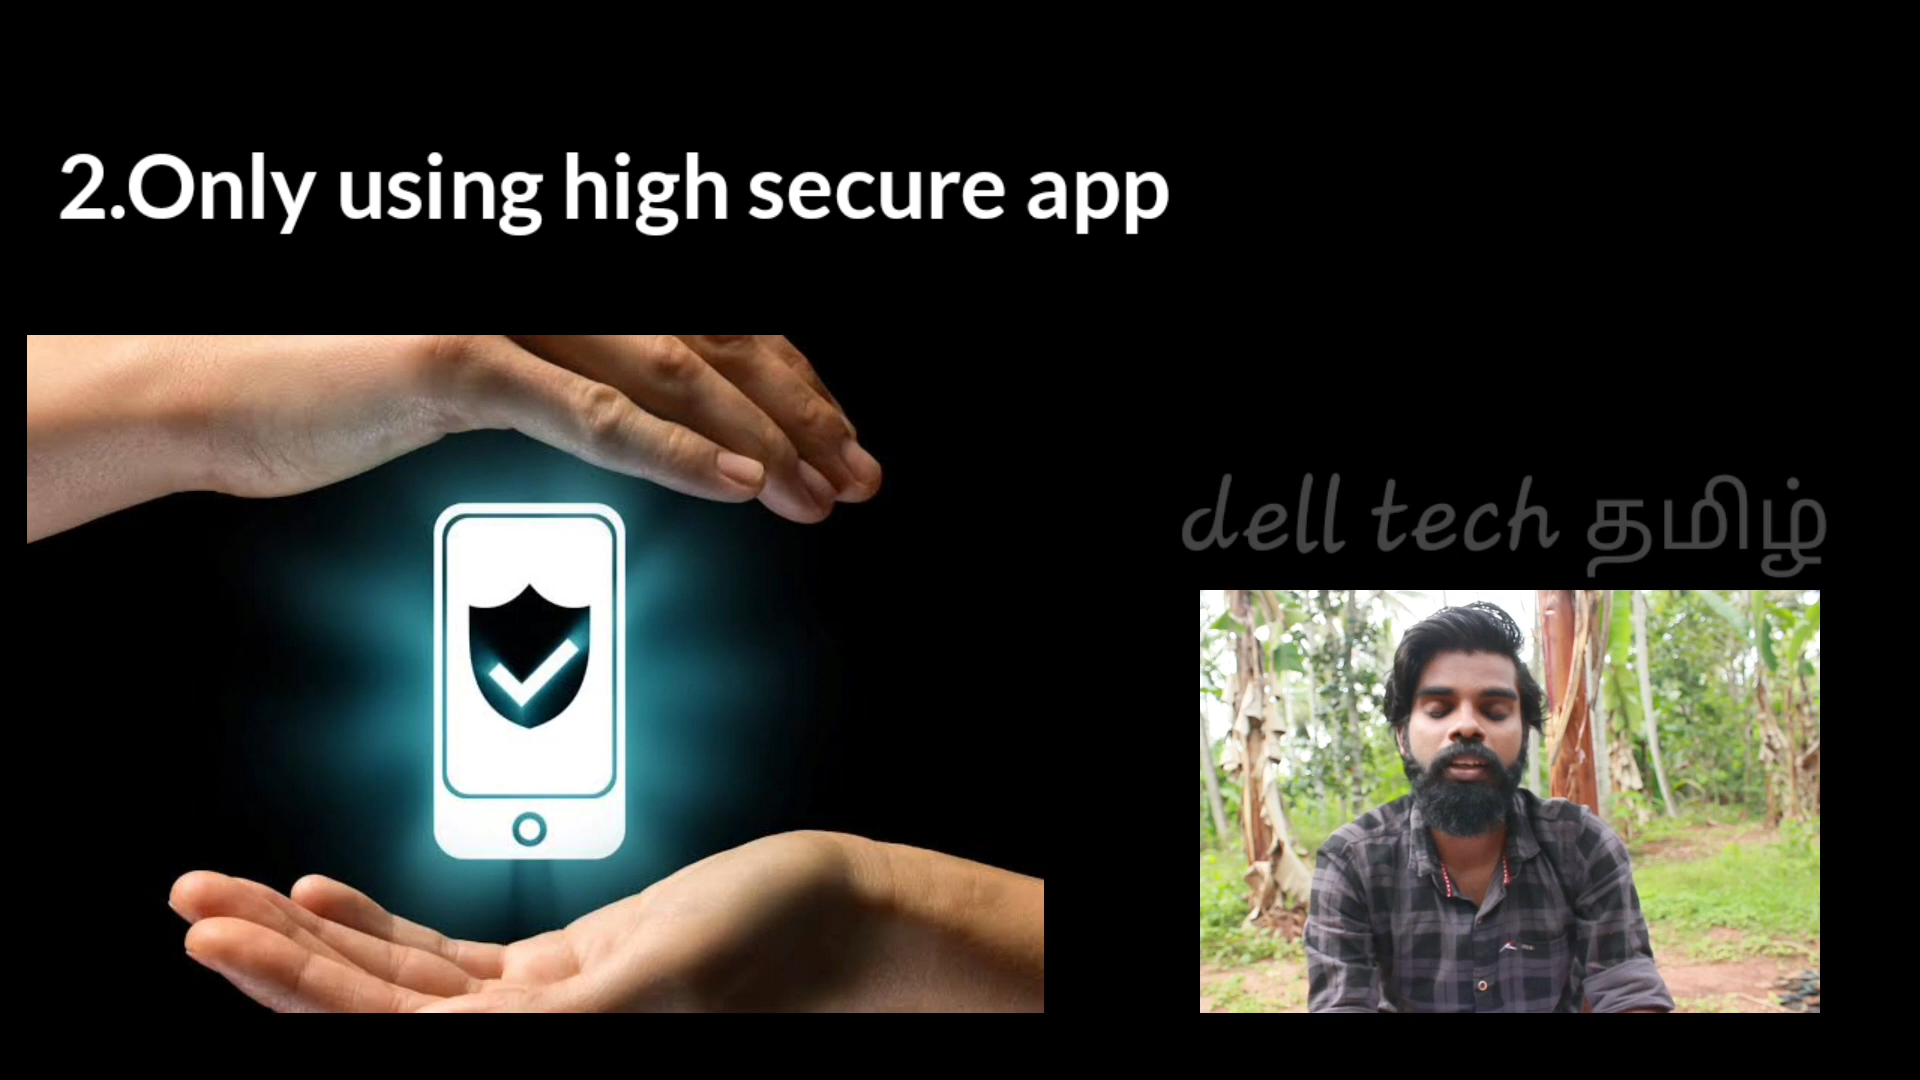 2.Only using high secure app
dell tech தமிழ்